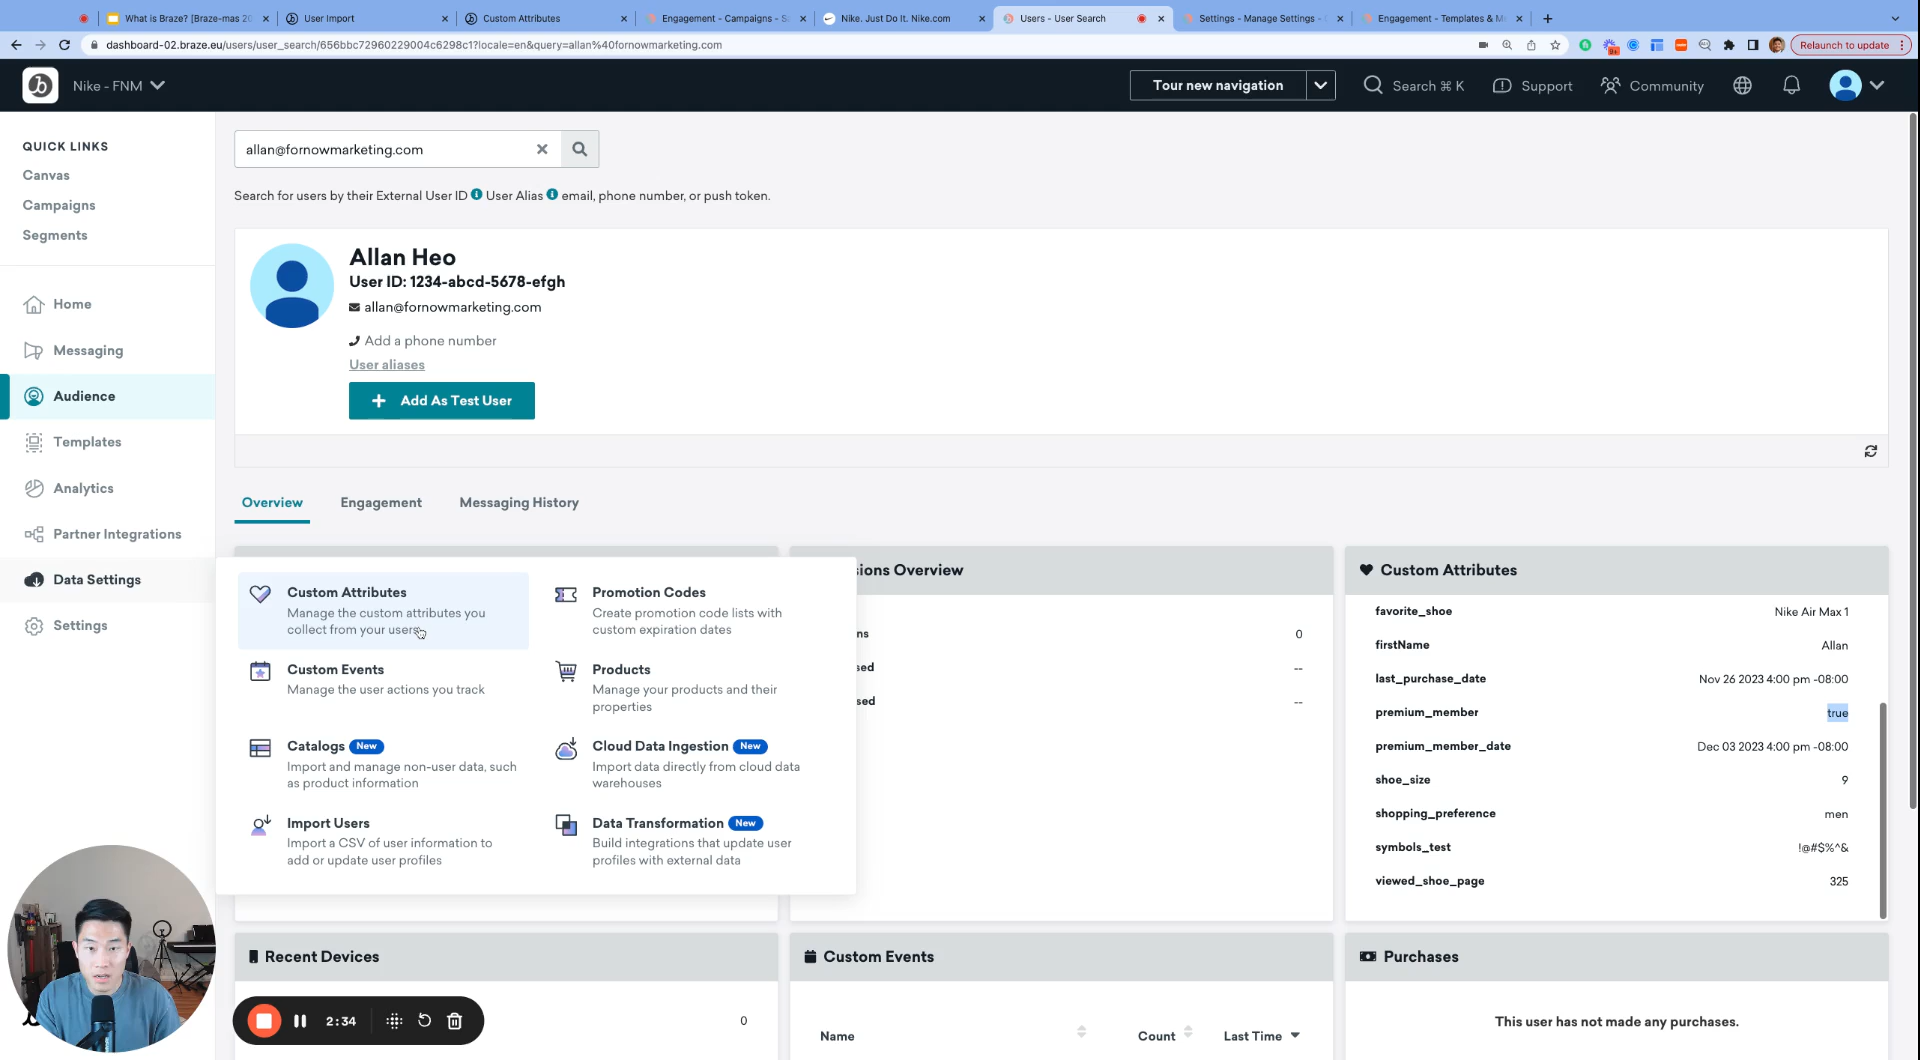 What is Braze? [Braze-mas 20
User Import
Custom Attributes
Engagement - Campaigns - S
Nike. Just Do It. Nike.com
Users - User Search
Settings - Manage Settings -
Engagement - Templates & M
dashboard-02.braze.eu/users/user_search/656bbc72960229004c6298c1?locale=en&query=allan%40fornowmarketing.com
9+
Relaunch to update
Nike - FNM
Tour new navigation
Search ⌘ K
Support
Community
QUICK LINKS
Canvas
Campaigns
Segments
Home
Messaging
Audience
Templates
Analytics
Partner Integrations
Data Settings
Settings
allan@fornowmarketing.com
Search for users by their External User ID User Alias email, phone number, or push token.
Allan Heo
User ID: 1234-abcd-5678-efgh
allan@fornowmarketing.com
Add a phone number
User aliases
+ Add As Test User
Overview
Engagement
Messaging History
Custom Attributes
Manage the custom attributes you
collect from your users
Custom Events
Manage the user actions you track
Catalogs New
Import and manage non-user data, such
as product information
Import Users
Import a CSV of user information to
add or update user profiles
Promotion Codes
Create promotion code lists with
custom expiration dates
Products
Manage your products and their
properties
Cloud Data Ingestion New
Import data directly from cloud data
warehouses
Data Transformation New
Build integrations that update user
profiles with external data
ions Overview
ns 0
sed --
sed --
Custom Attributes
favorite_shoe Nike Air Max 1
firstName Allan
last_purchase_date Nov 26 2023 4:00 pm -08:00
premium_member true
premium_member_date Dec 03 2023 4:00 pm -08:00
shoe_size 9
shopping_preference men
symbols_test !@#$%^&
viewed_shoe_page 325
Recent Devices
0
Custom Events
Name Count Last Time
Purchases
This user has not made any purchases.
2:34